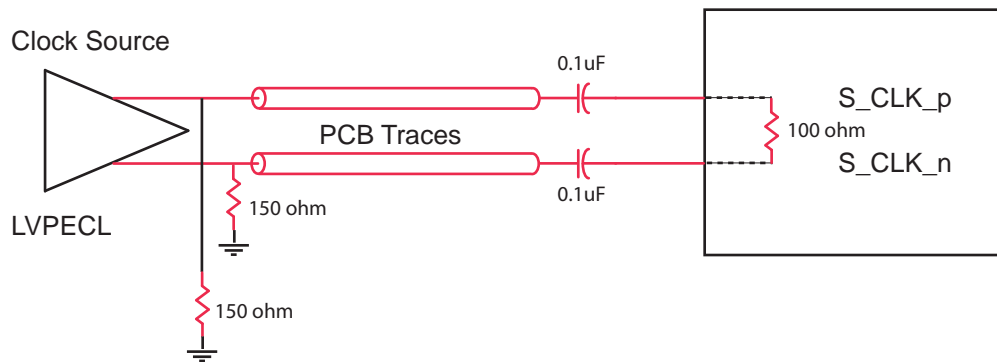 Clock Source
0.1uF
S_CLK_p
100 ohm
PCB Traces
S_CLK_n
0.1uF
150 ohm
LVPECL
150 ohm